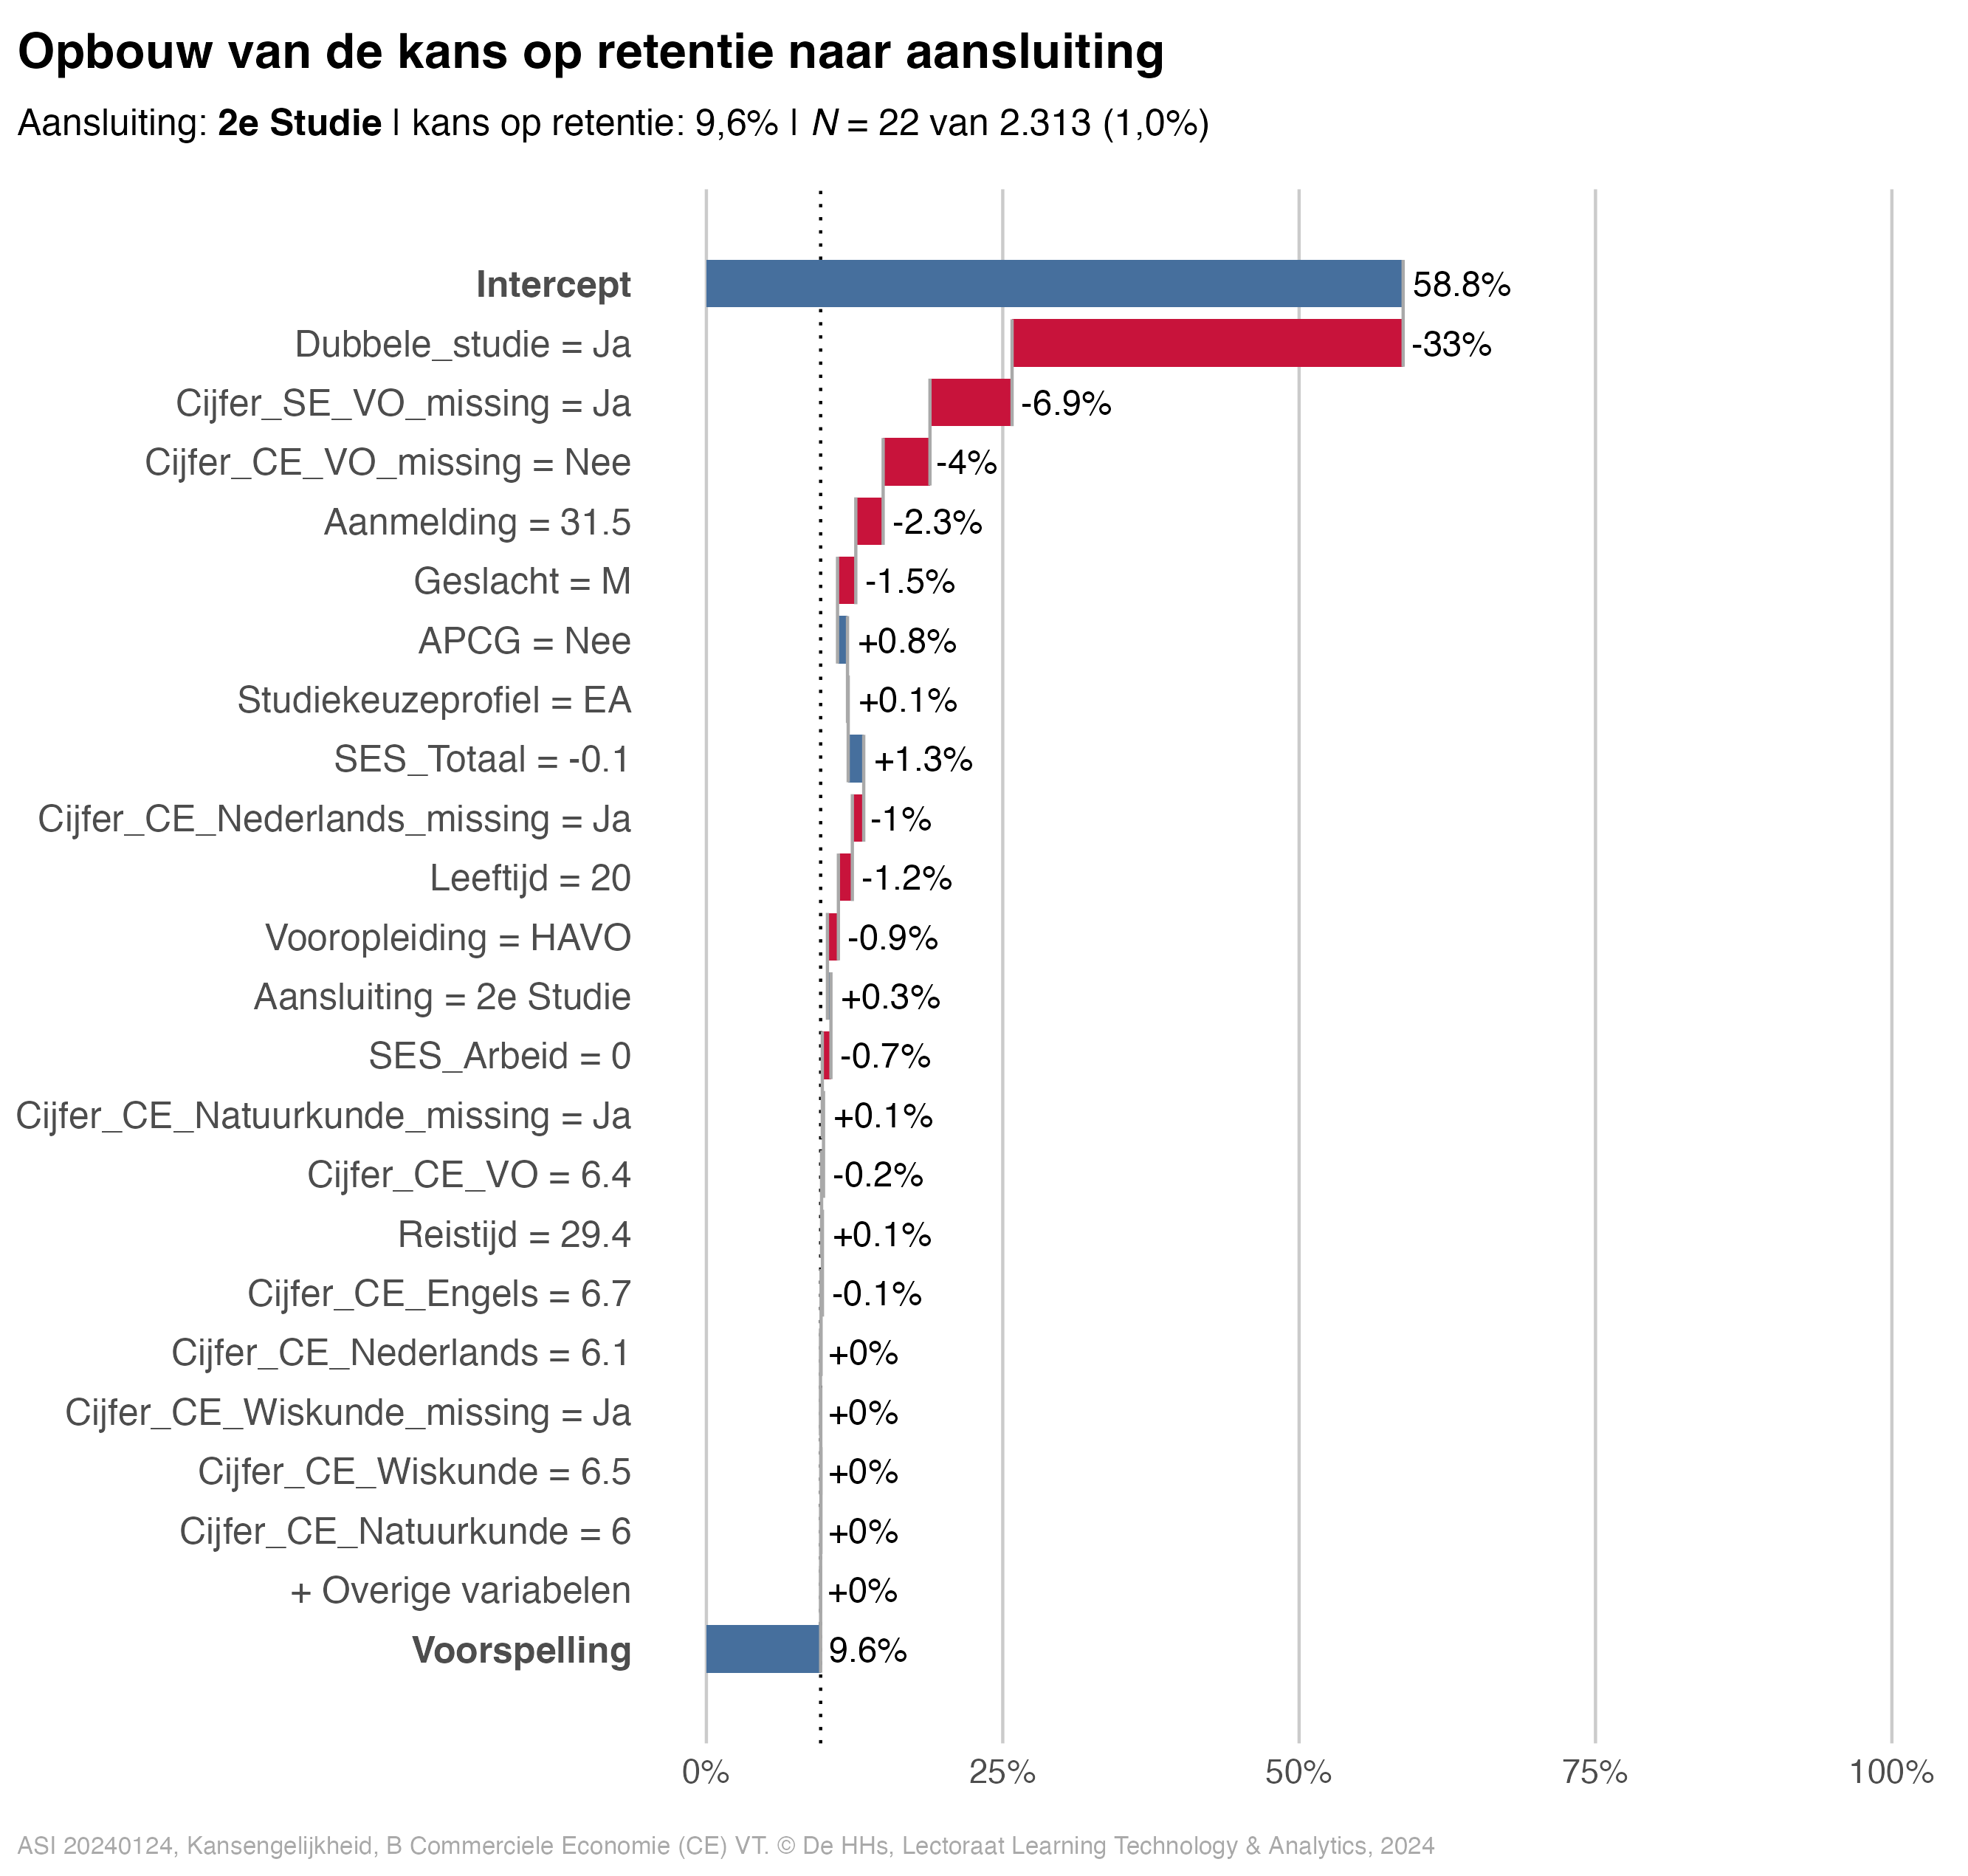 Opbouw van de kans op retentie naar aansluiting
Aansluiting: 2e Studie | kans op retentie: 9,6% | N = 22 van 2.313 (1,0%)
Intercept 58.8%
Dubbele_studie = Ja -33%
Cijfer_SE_VO_missing = Ja -6.9%
Cijfer_CE_VO_missing = Nee -4%
Aanmelding = 31.5 -2.3%
Geslacht = M -1.5%
APCG = Nee +0.8%
Studiekeuzeprofiel = EA +0.1%
SES_Totaal = -0.1 +1.3%
Cijfer_CE_Nederlands_missing = Ja -1%
Leeftijd = 20 -1.2%
Vooropleiding = HAVO -0.9%
Aansluiting = 2e Studie +0.3%
SES_Arbeid = 0 -0.7%
Cijfer_CE_Natuurkunde_missing = Ja +0.1%
Cijfer_CE_VO = 6.4 -0.2%
Reistijd = 29.4 +0.1%
Cijfer_CE_Engels = 6.7 -0.1%
Cijfer_CE_Nederlands = 6.1 +0%
Cijfer_CE_Wiskunde_missing = Ja +0%
Cijfer_CE_Wiskunde = 6.5 +0%
Cijfer_CE_Natuurkunde = 6 +0%
+ Overige variabelen +0%
Voorspelling 9.6%
0% 25% 50% 75% 100%
ASI 20240124, Kansengelijkheid, B Commerciele Economie (CE) VT. © De HHs, Lectoraat Learning Technology & Analytics, 2024